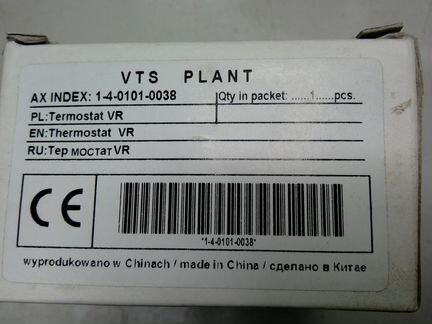 VTS PLANT
AX INDEX: 1-4-0101-0038 Qty in packet: ......1......pcs.
PL:Termostat VR
EN:Thermostat VR
RU:Тер мостат VR
CE
*1-4-0101-0038*
wyprodukowano w Chinach / made in China / сделано в Китае